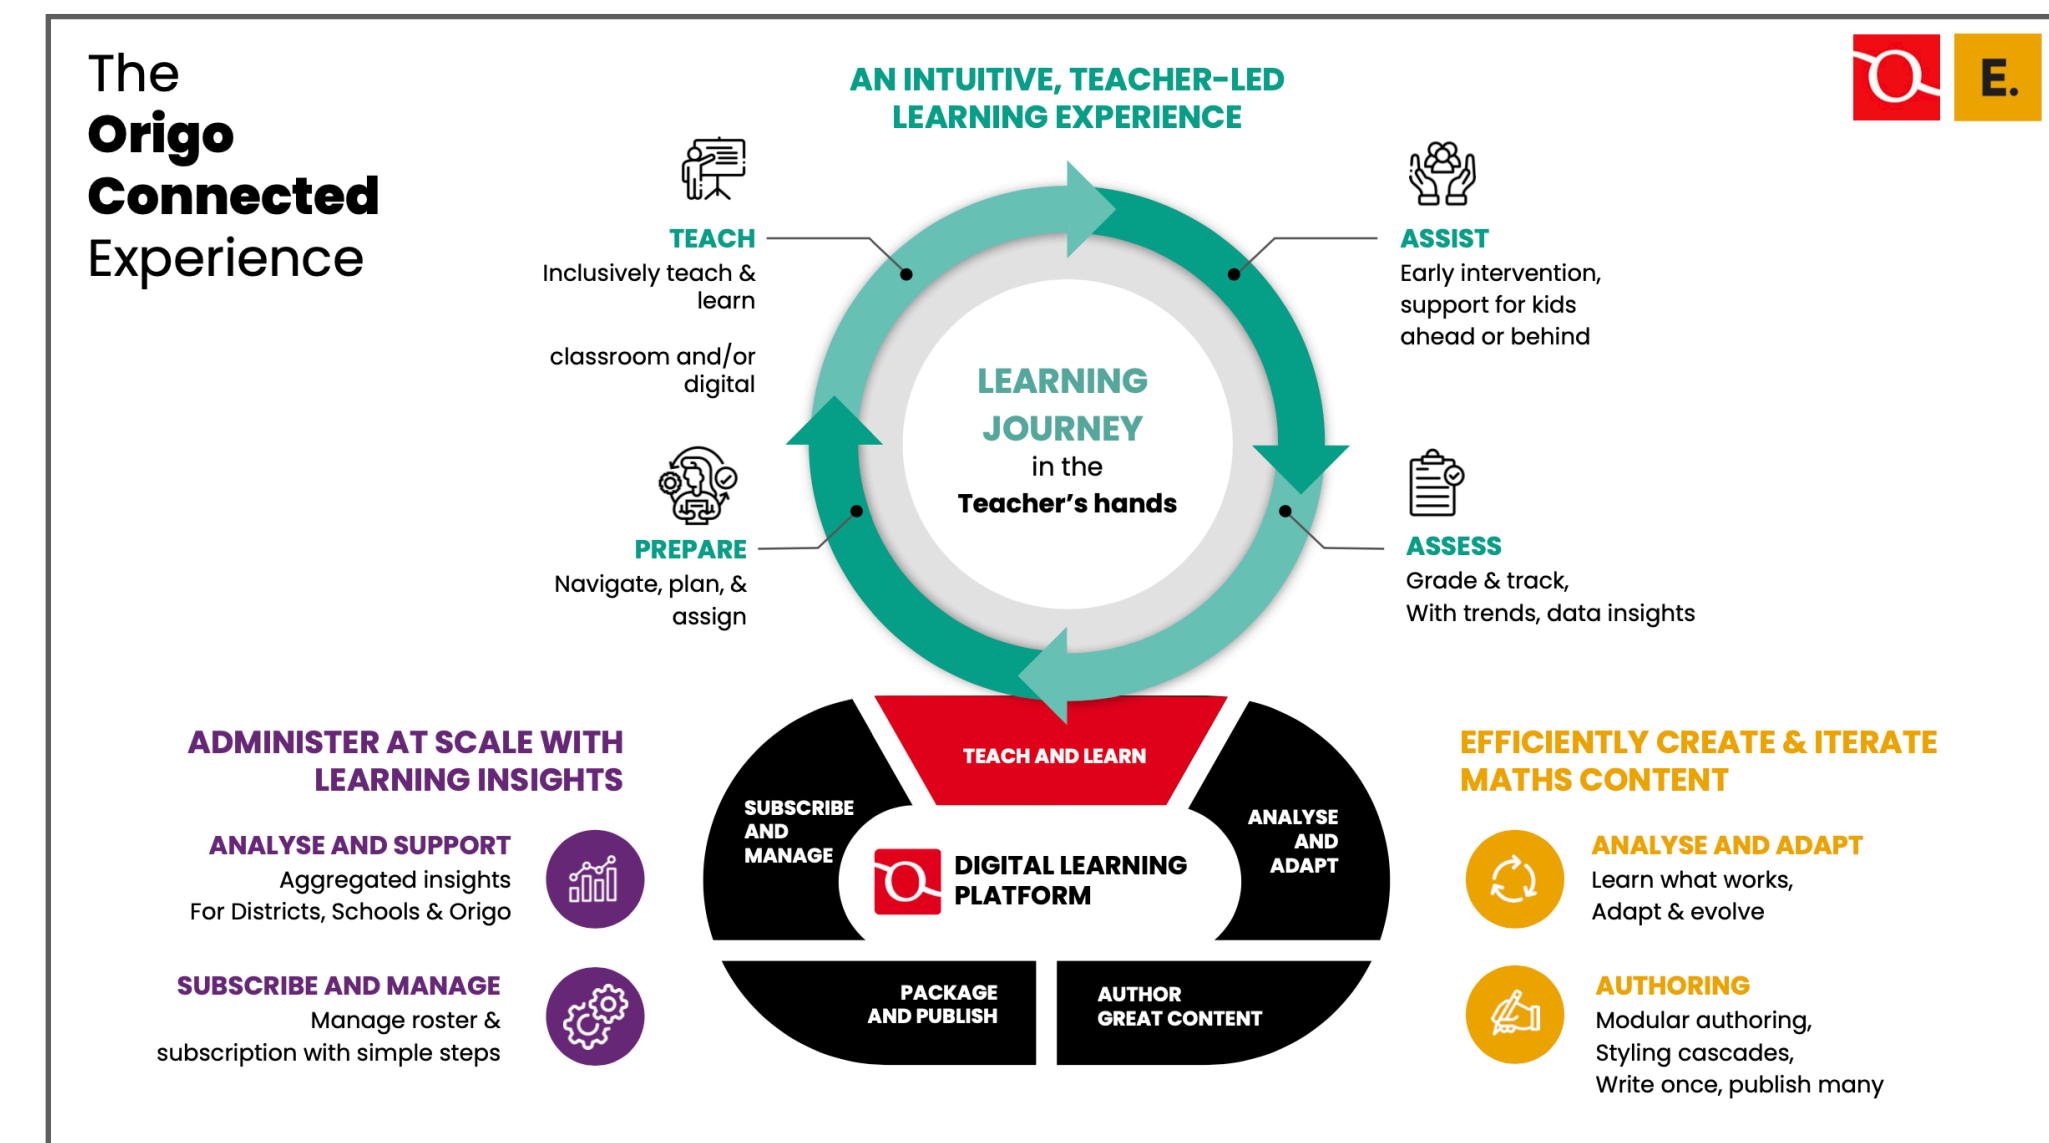 The
Origo
Connected
Experience
AN INTUITIVE, TEACHER-LED
LEARNING EXPERIENCE
E.
TEACH
Inclusively teach &
learn
classroom and/or
digital
ASSIST
Early intervention,
support for kids
ahead or behind
LEARNING
JOURNEY
in the
Teacher's hands
PREPARE
Navigate, plan, &
assign
ASSESS
Grade & track,
With trends, data insights
ADMINISTER AT SCALE WITH
LEARNING INSIGHTS
ANALYSE AND SUPPORT
Aggregated insights
For Districts, Schools & Origo
SUBSCRIBE AND MANAGE
Manage roster &
subscription with simple steps
TEACH AND LEARN
SUBSCRIBE
AND
MANAGE
ANALYSE
AND
ADAPT
DIGITAL LEARNING
PLATFORM
PACKAGE
AND PUBLISH
AUTHOR
GREAT CONTENT
EFFICIENTLY CREATE & ITERATE
MATHS CONTENT
ANALYSE AND ADAPT
Learn what works,
Adapt & evolve
AUTHORING
Modular authoring,
Styling cascades,
Write once, publish many